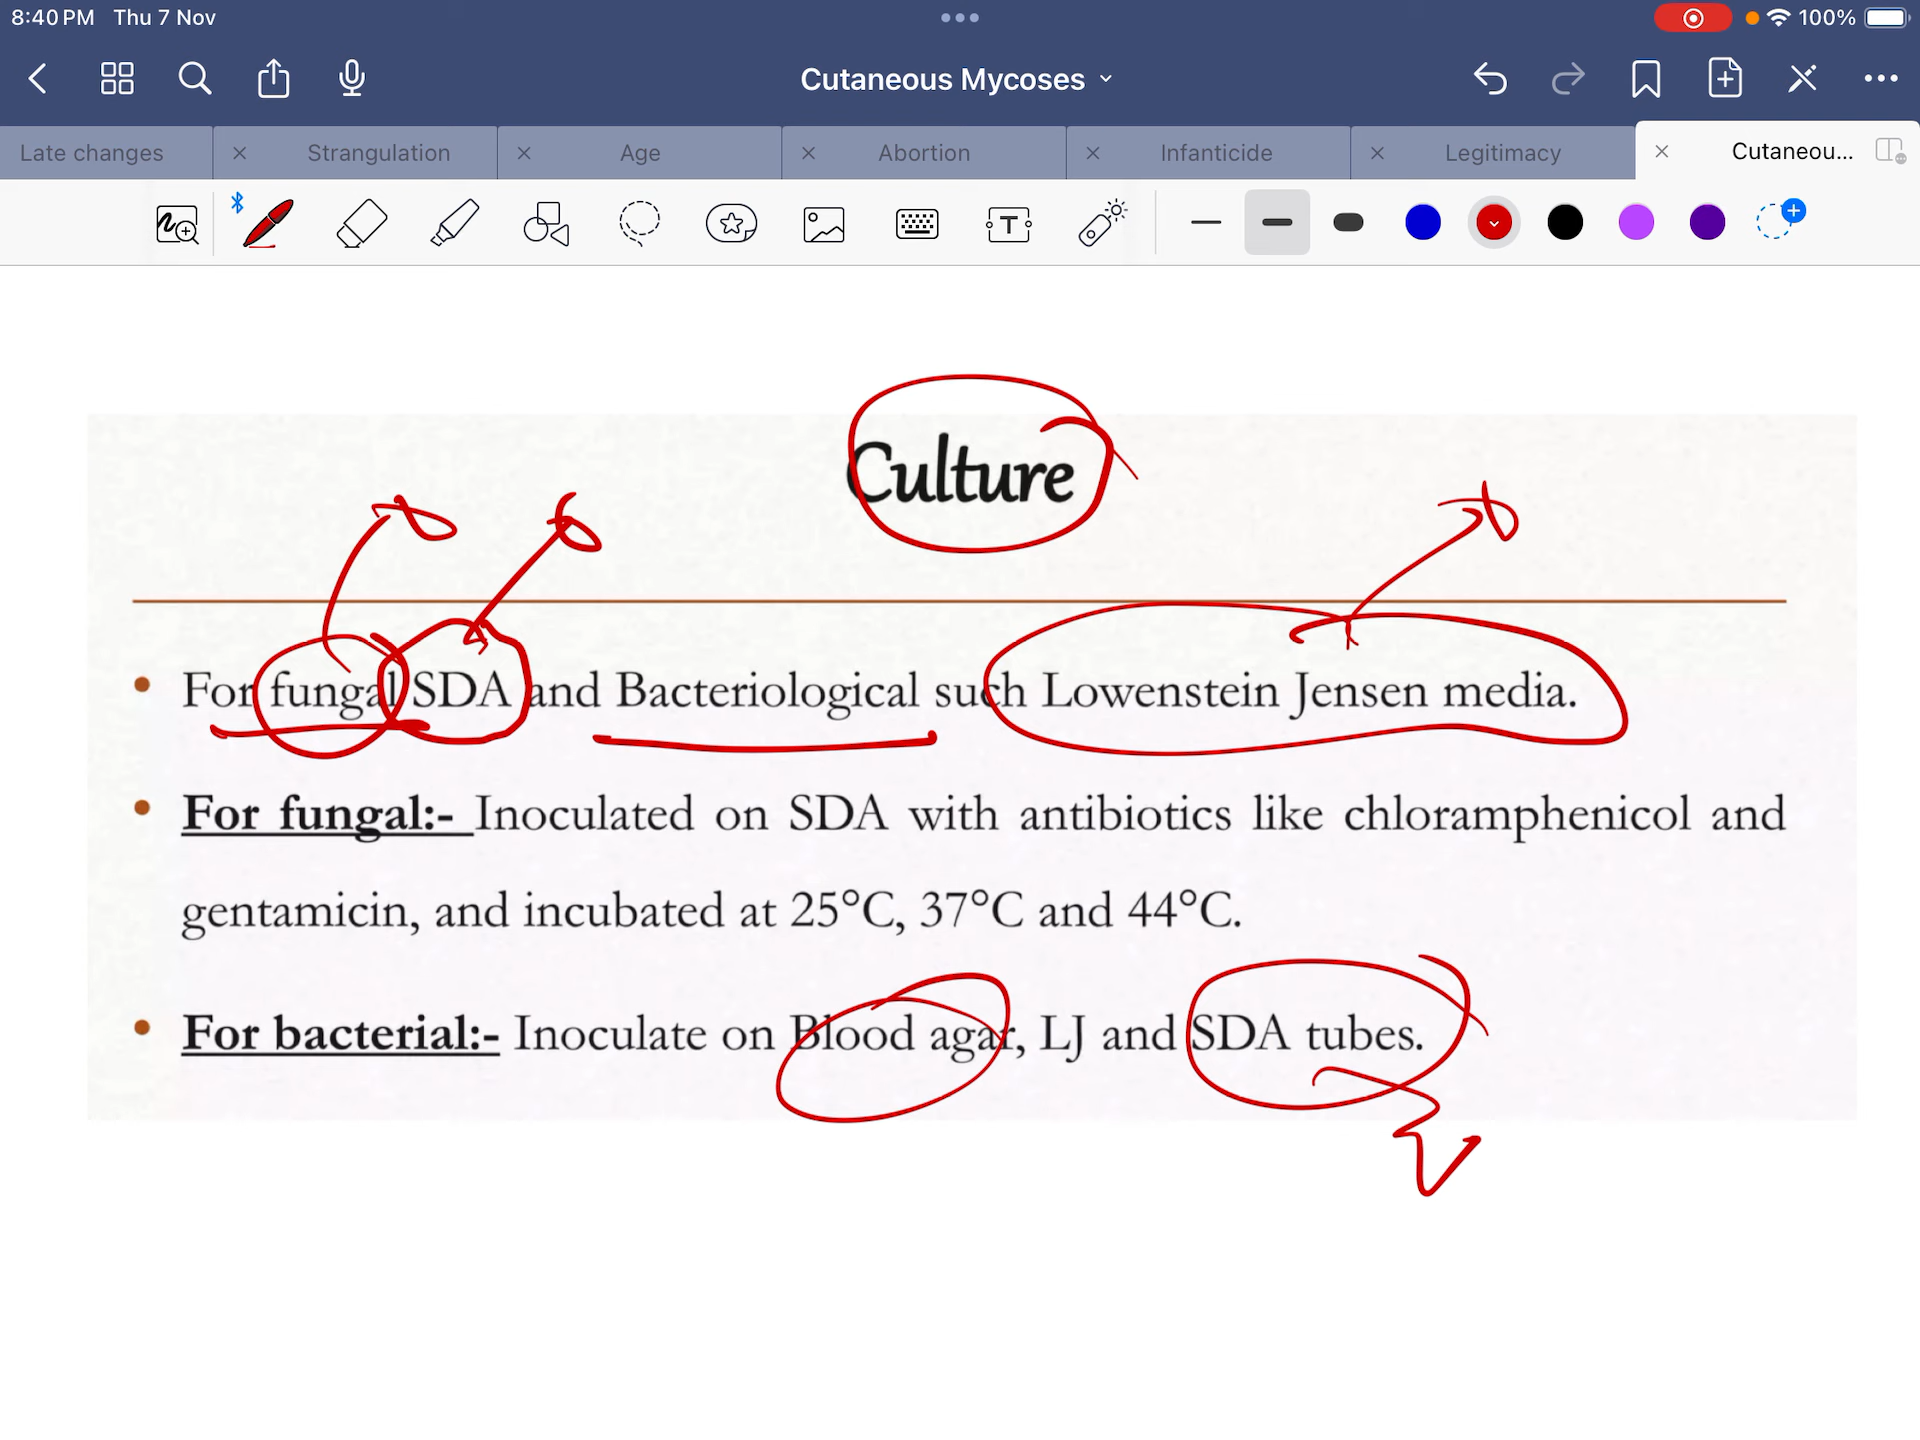 8:40 PM Thu 7 Nov
100%
Cutaneous Mycoses
Late changes
Strangulation
Age
Abortion
Infanticide
Legitimacy
Cutaneou...
T
Culture
• For fungal SDA and Bacteriological such Lowenstein Jensen media.
• For fungal:- Inoculated on SDA with antibiotics like chloramphenicol and
gentamicin, and incubated at 25°C, 37°C and 44°C.
• For bacterial:- Inoculate on Blood agar, LJ and SDA tubes.